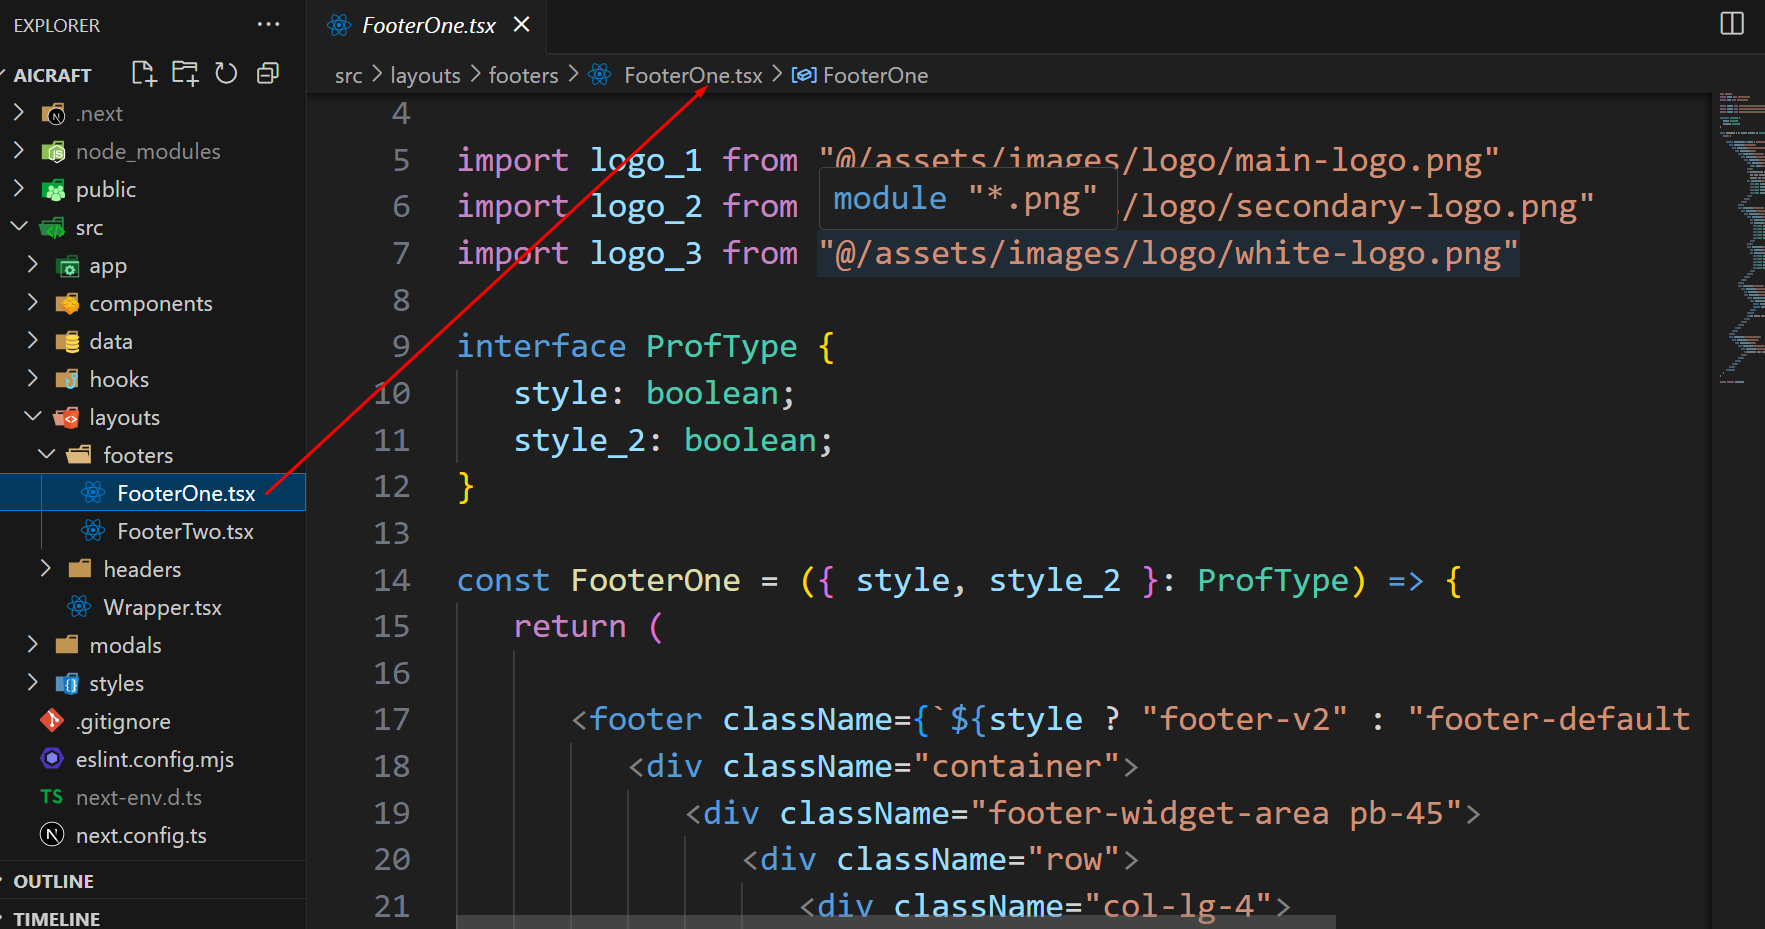 EXPLORER
AICRAFT
.next
node_modules
public
src
app
components
data
hooks
layouts
footers
FooterOne.tsx
FooterTwo.tsx
headers
Wrapper.tsx
modals
styles
.gitignore
eslint.config.mjs
TS next-env.d.ts
next.config.ts
OUTLINE
TIMELINE
FooterOne.tsx
src > layouts > footers > FooterOne.tsx > FooterOne
4
5 import logo_1 from "@/assets/images/logo/main-logo.png"
module "*.png"
6 import logo_2 from /logo/secondary-logo.png"
7 import logo_3 from "@/assets/images/logo/white-logo.png"
8
9 interface ProfType {
10 style: boolean;
11 style_2: boolean;
12 }
13
14 const FooterOne = ({ style, style_2 }: ProfType) => {
15 return (
16
17 <footer className={`${style ? "footer-v2" : "footer-default
18 <div className="container">
19 <div className="footer-widget-area pb-45">
20 <div className="row">
21 <div className="col-lg-4">